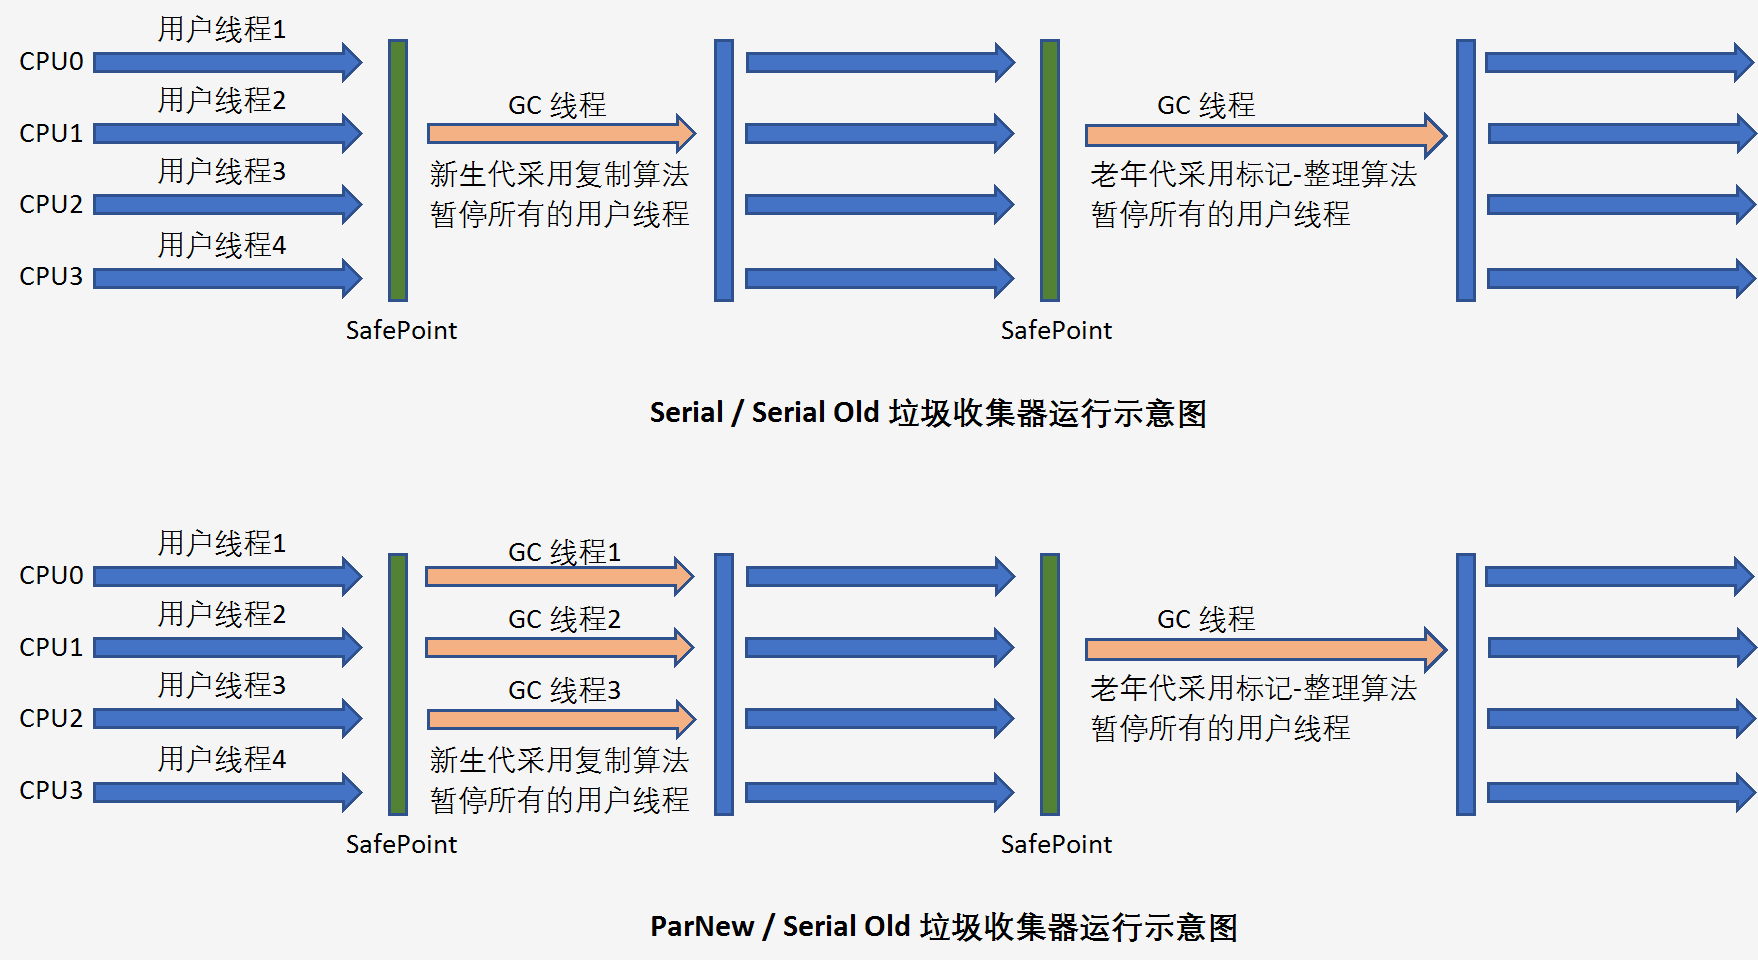 用户线程1
CPU0
用户线程2
CPU1
用户线程3
CPU2
用户线程4
CPU3
SafePoint
GC 线程
新生代采用复制算法
暂停所有的用户线程
SafePoint
GC 线程
老年代采用标记-整理算法
暂停所有的用户线程
Serial / Serial Old 垃圾收集器运行示意图
用户线程1
CPU0
用户线程2
CPU1
用户线程3
CPU2
用户线程4
CPU3
SafePoint
GC 线程1
GC 线程2
GC 线程3
新生代采用复制算法
暂停所有的用户线程
SafePoint
GC 线程
老年代采用标记-整理算法
暂停所有的用户线程
ParNew / Serial Old 垃圾收集器运行示意图